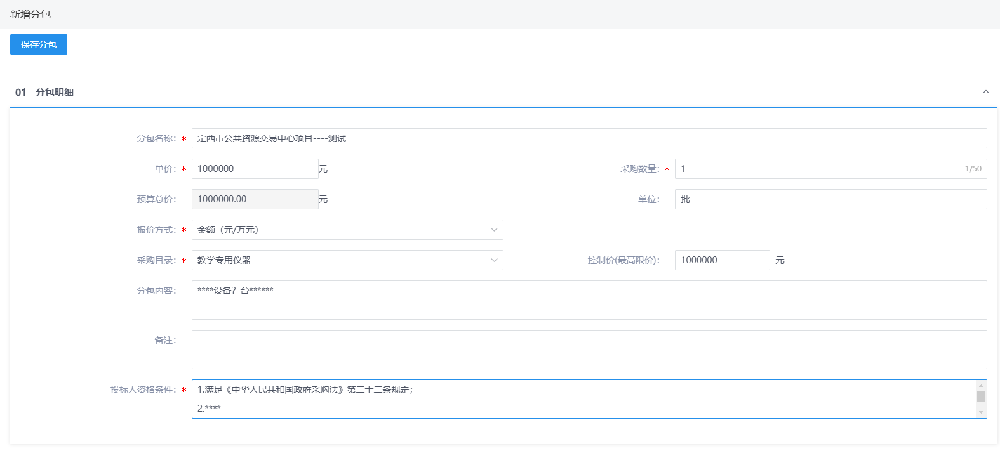 新增分包
保存分包
01 分包明细
分包名称： * 定西市公共资源交易中心项目----测试
单价： * 1000000 元 采购数量： * 1 1/50
预算总价： 1000000.00 元 单位： 批
报价方式： * 金额（元/万元）
采购目录： * 教学专用仪器 控制价(最高限价)： 1000000 元
分包内容： ****设备？台******
备注：
投标人资格条件： * 1.满足《中华人民共和国政府采购法》第二十二条规定；
2.****